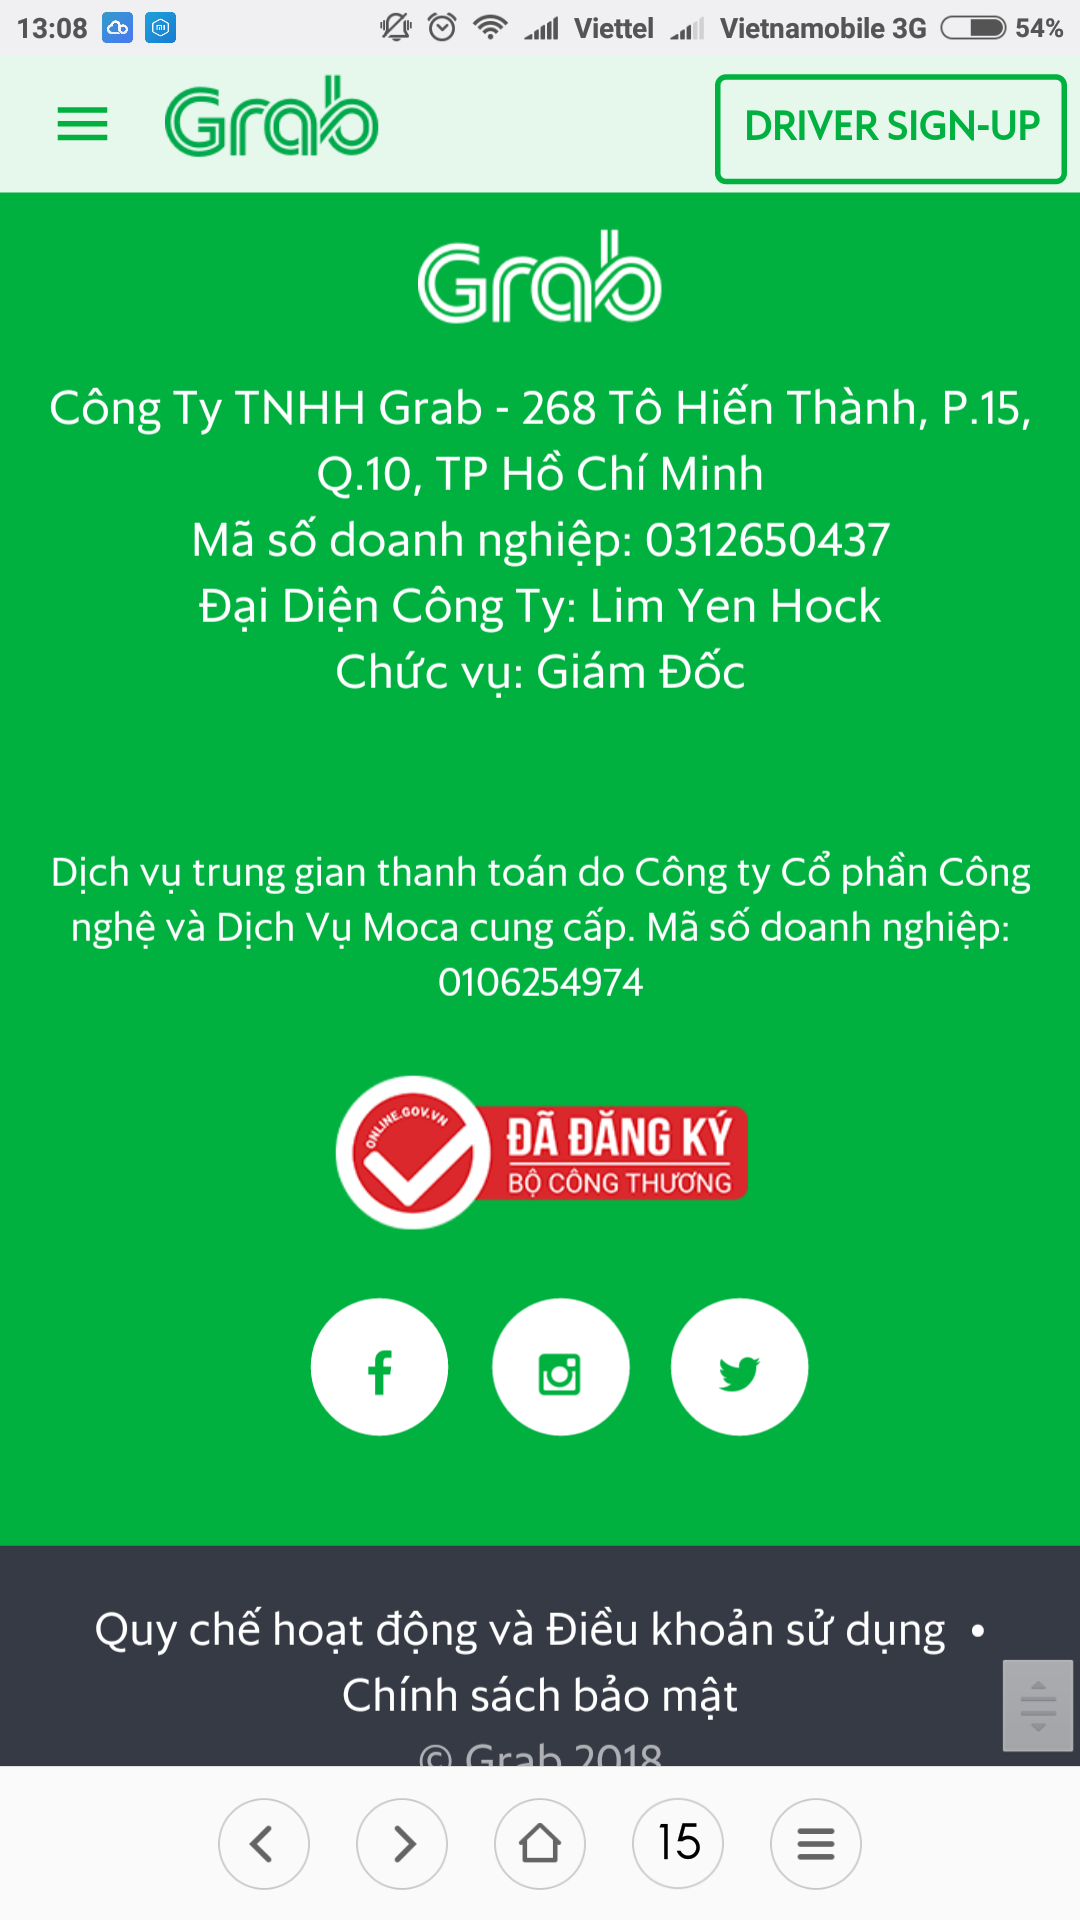 13:08 Viettel Vietnamobile 3G 54%
Grab DRIVER SIGN-UP
Grab
Công Ty TNHH Grab - 268 Tô Hiến Thành, P.15,
Q.10, TP Hồ Chí Minh
Mã số doanh nghiệp: 0312650437
Đại Diện Công Ty: Lim Yen Hock
Chức vụ: Giám Đốc
Dịch vụ trung gian thanh toán do Công ty Cổ phần Công
nghệ và Dịch Vụ Moca cung cấp. Mã số doanh nghiệp:
0106254974
ONLINE.GOV.VN
ĐÃ ĐĂNG KÝ
BỘ CÔNG THƯƠNG
Quy chế hoạt động và Điều khoản sử dụng •
Chính sách bảo mật
© Grab 2018
15